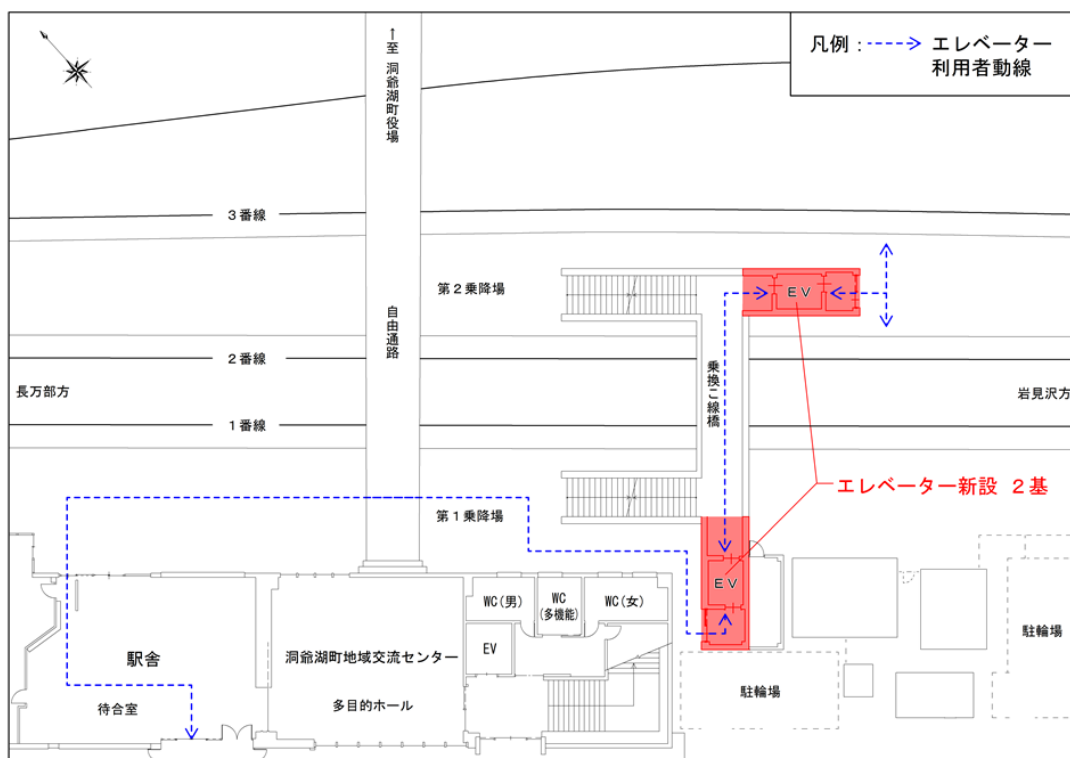 凡例：エレベーター
利用者動線
↑至 洞爺湖町役場
3番線
第2乗降場
EV
自由通路
2番線
乗換こ線橋
長万部方
岩見沢方
1番線
エレベーター新設 2基
第1乗降場
EV
WC(男)
WC
(多機能)
WC(女)
EV
駅舎
洞爺湖町地域交流センター
待合室
多目的ホール
駐輪場
駐輪場